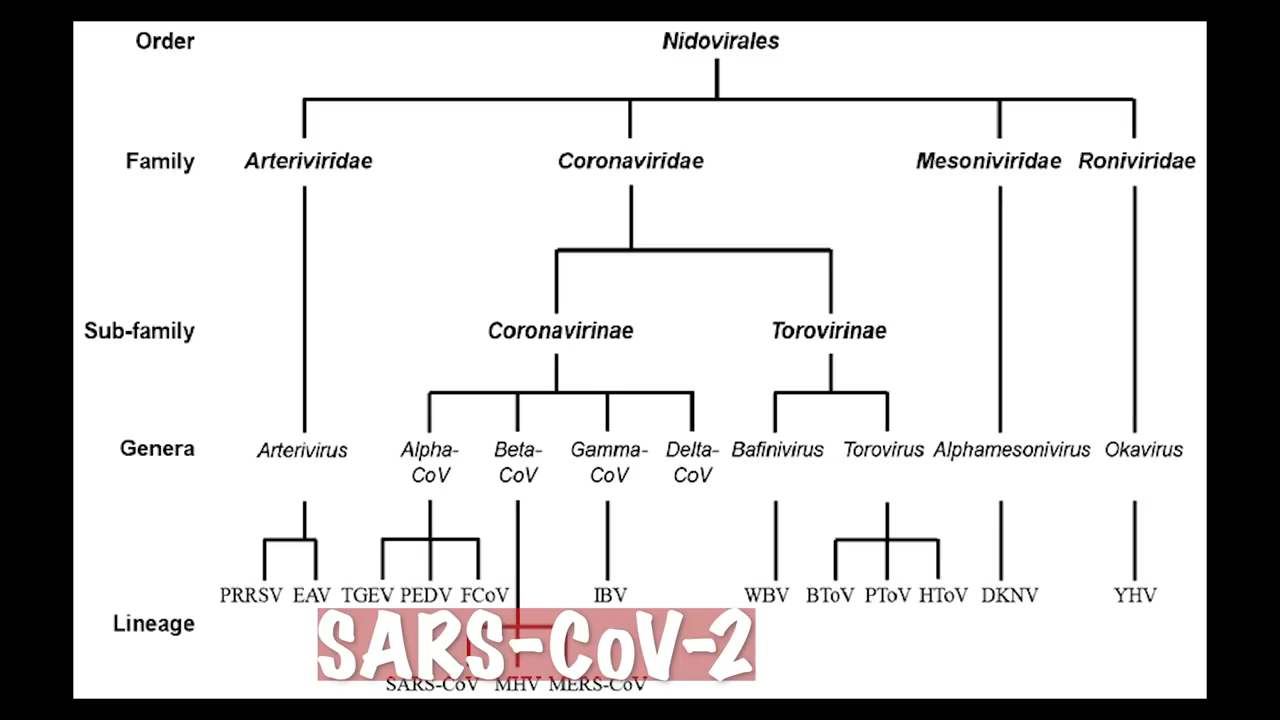 Order Nidovirales
Family Arteriviridae Coronaviridae Mesoniviridae Roniviridae
Sub-family Coronavirinae Torovirinae
Genera Arterivirus Alpha- Beta- Gamma- Delta- Bafinivirus Torovirus Alphamesonivirus Okavirus
CoV CoV CoV CoV
PRRSV EAV TGEV PEDV FCoV IBV WBV BToV PToV HToV DKNV YHV
Lineage
SARS-CoV-2
SARS-CoV MHV MERS-CoV